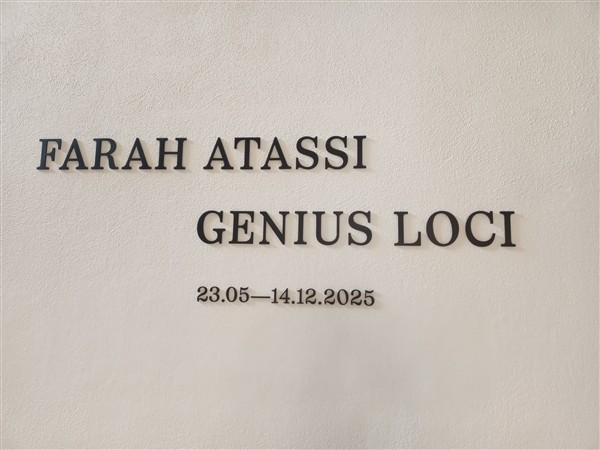 FARAH ATASSI
GENIUS LOCI
23.05—14.12.2025